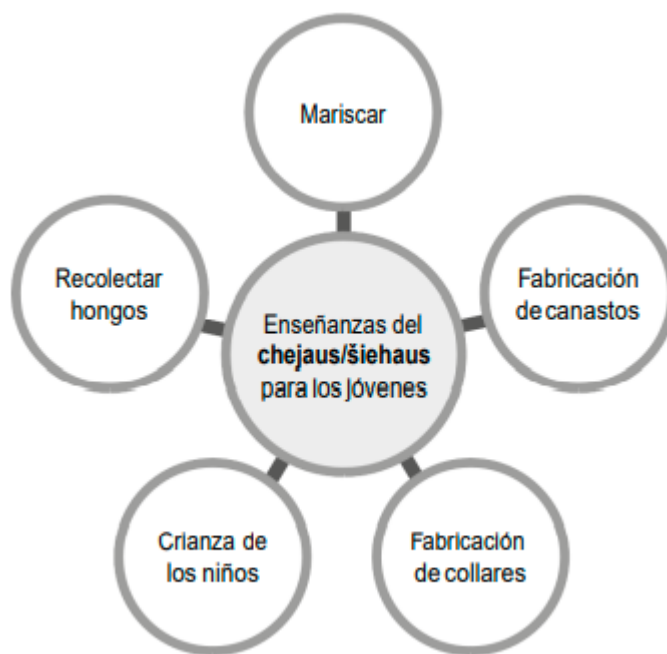 Mariscar
Recolectar
hongos
Fabricación
de canastos
Enseñanzas del
chejaus/šiehaus
para los jóvenes
Crianza de
los niños
Fabricación
de collares